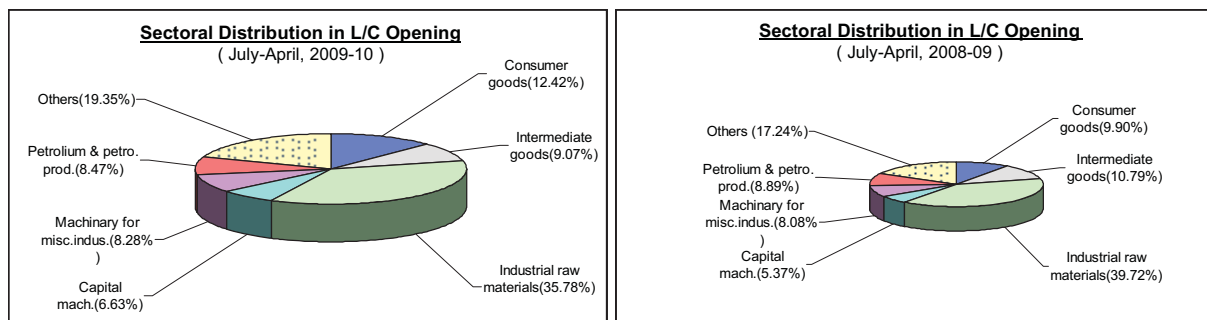 Sectoral Distribution in L/C Opening
( July-April, 2009-10 )
Consumer
goods(12.42%)
Others(19.35%)
Intermediate
goods(9.07%)
Petrolium & petro.
prod.(8.47%)
Machinary for
misc.indus.(8.28%
)
Capital
mach.(6.63%)
Industrial raw
materials(35.78%)
Sectoral Distribution in L/C Opening
( July-April, 2008-09 )
Consumer
goods(9.90%)
Others (17.24%)
Intermediate
goods(10.79%)
Petrolium & petro.
prod.(8.89%)
Machinary for
misc.indus.(8.08%
)
Capital
mach.(5.37%)
Industrial raw
materials(39.72%)